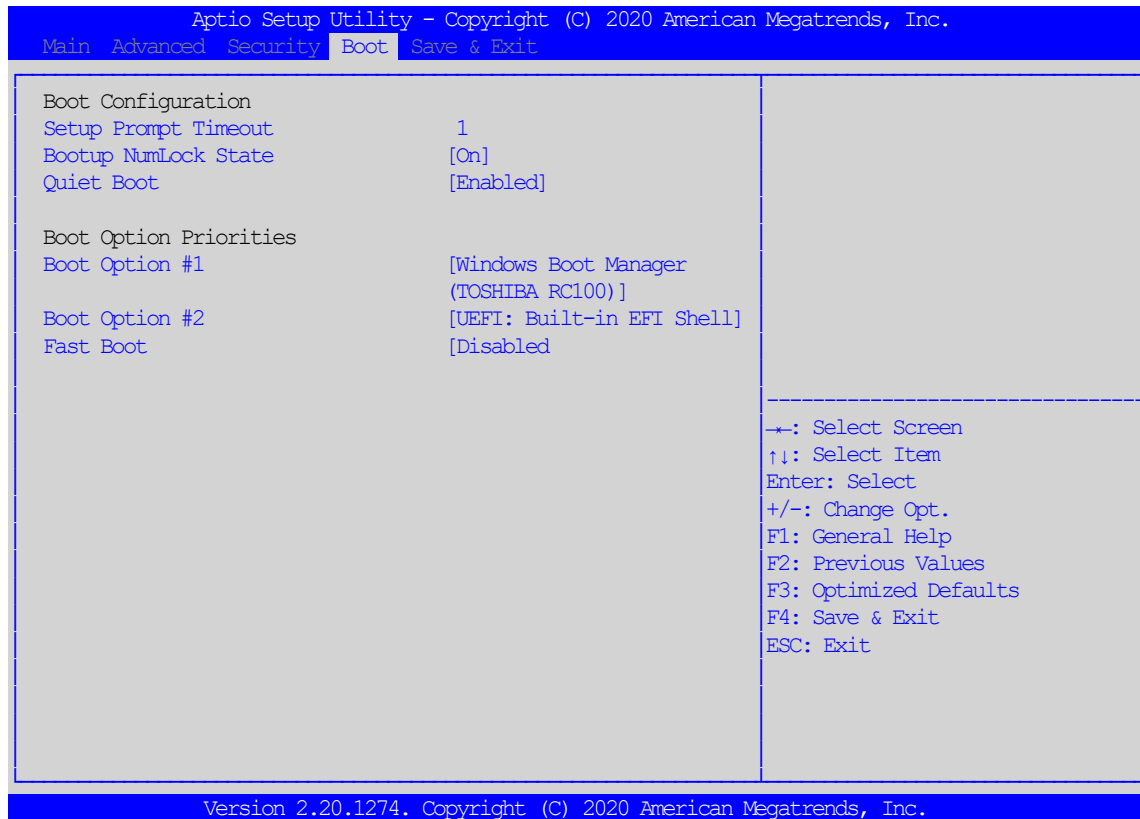 Aptio Setup Utility - Copyright (C) 2020 American Megatrends, Inc.
Main Advanced Security Boot Save & Exit
Boot Configuration
Setup Prompt Timeout 1
Bootup NumLock State [On]
Quiet Boot [Enabled]
Boot Option Priorities
Boot Option #1 [Windows Boot Manager
(TOSHIBA RC100)]
Boot Option #2 [UEFI: Built-in EFI Shell]
Fast Boot [Disabled
→←: Select Screen
↑↓: Select Item
Enter: Select
+/-: Change Opt.
F1: General Help
F2: Previous Values
F3: Optimized Defaults
F4: Save & Exit
ESC: Exit
Version 2.20.1274. Copyright (C) 2020 American Megatrends, Inc.